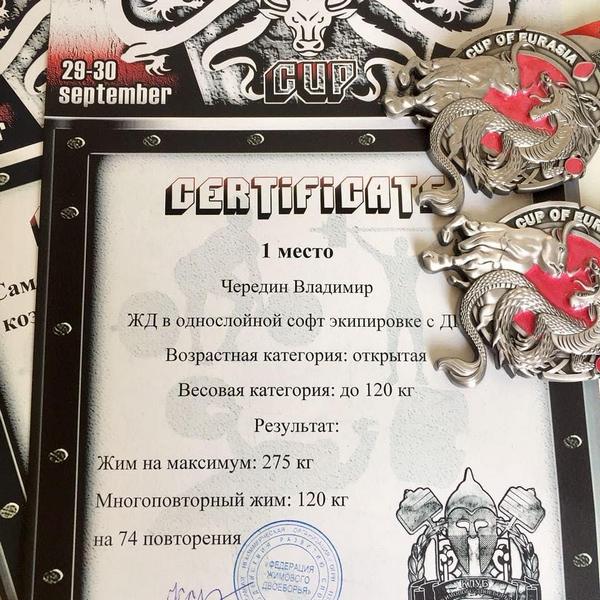 29-30
september
CUP
CUP OF EURASIA
CERTIFICATE
CUP OF EUR
1 место
Чередин Владимир
Сам
коз
ЖД в однослойной софт экипировке с Д
Возрастная категория: открытая
Весовая категория: до 120 кг
Результат:
Жим на максимум: 275 кг
Многоповторный жим: 120 кг
на 74 повторения
«ФЕДЕРАЦИЯ
ЖИМОВОГО
ДВОЕБОРЬЯ»
КЛУБ